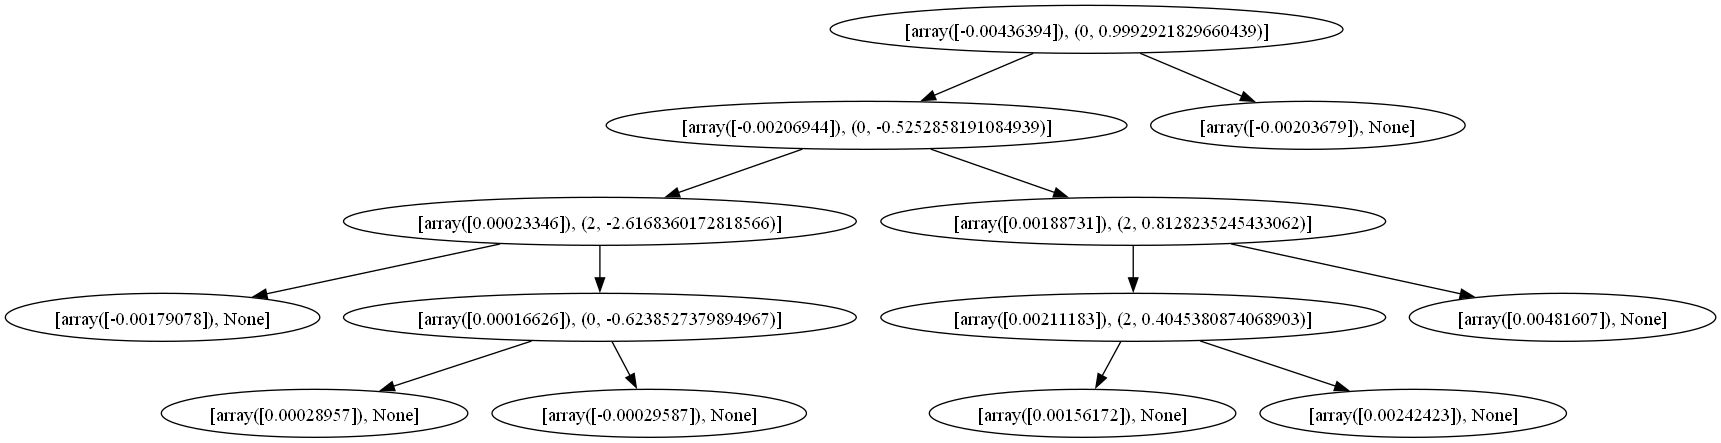 [array([-0.00436394]), (0, 0.9992921829660439)]
[array([-0.00206944]), (0, -0.5252858191084939)]
[array([-0.00203679]), None]
[array([0.00023346]), (2, -2.6168360172818566)]
[array([0.00188731]), (2, 0.8128235245433062)]
[array([-0.00179078]), None]
[array([0.00016626]), (0, -0.6238527379894967)]
[array([0.00211183]), (2, 0.4045380874068903)]
[array([0.00481607]), None]
[array([0.00028957]), None]
[array([-0.00029587]), None]
[array([0.00156172]), None]
[array([0.00242423]), None]